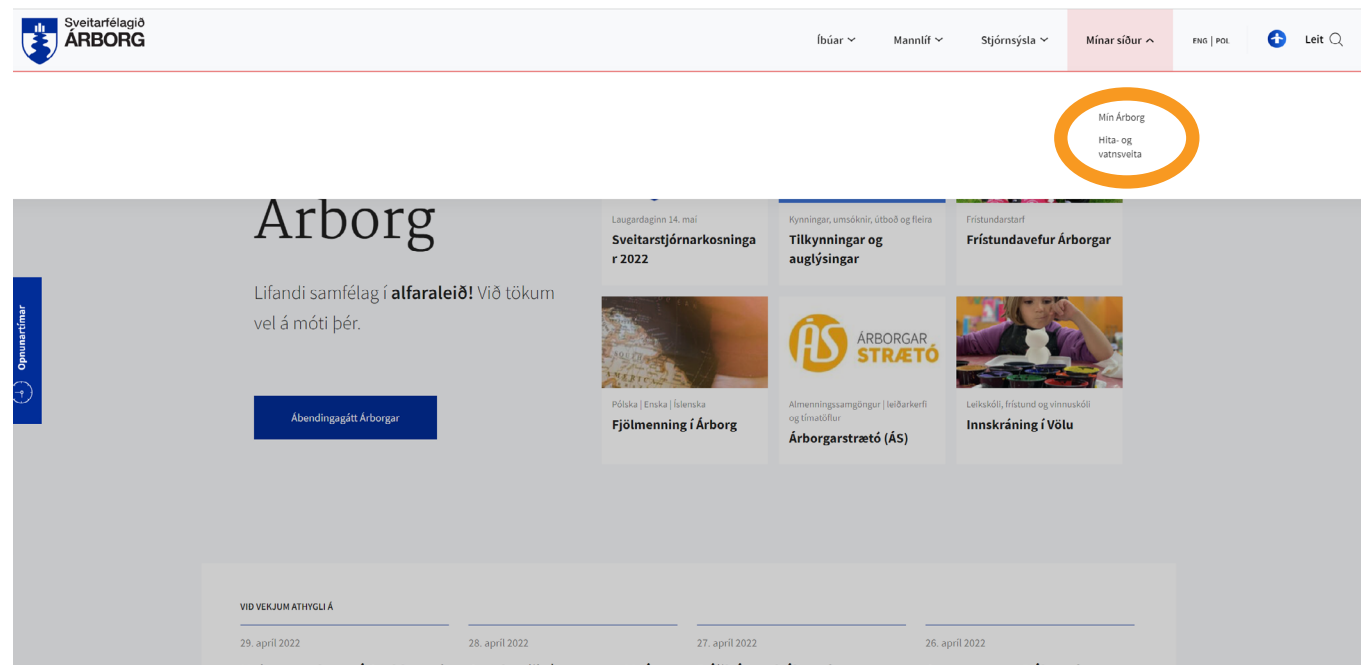 Sveitarfélagið
ÁRBORG
Íbúar
Mannlíf
Stjórnsýsla
Mínar síður
ENG | POL
Leit
Mín Árborg
Hita- og
vatnsveita
Árborg
Lifandi samfélag í alfaraleið! Við tökum
vel á móti þér.
Ábendingagátt Árborgar
Opnunartímar
Laugardaginn 14. maí
Sveitarstjórnarkosninga
r 2022
Kynningar, umsóknir, útboð og fleira
Tilkynningar og
auglýsingar
Frístundarstarf
Frístundavefur Árborgar
ÁS ÁRBORGAR
STRÆTÓ
Pólska | Enska | Íslenska
Fjölmenning í Árborg
Almenningssamgöngur | leiðarkerfi
og tímatöflur
Árborgarstrætó (ÁS)
Leikskóli, frístund og vinnuskóli
Innskráning í Völu
VIÐ VEKJUM ATHYGLI Á
29. apríl 2022
28. apríl 2022
27. apríl 2022
26. apríl 2022